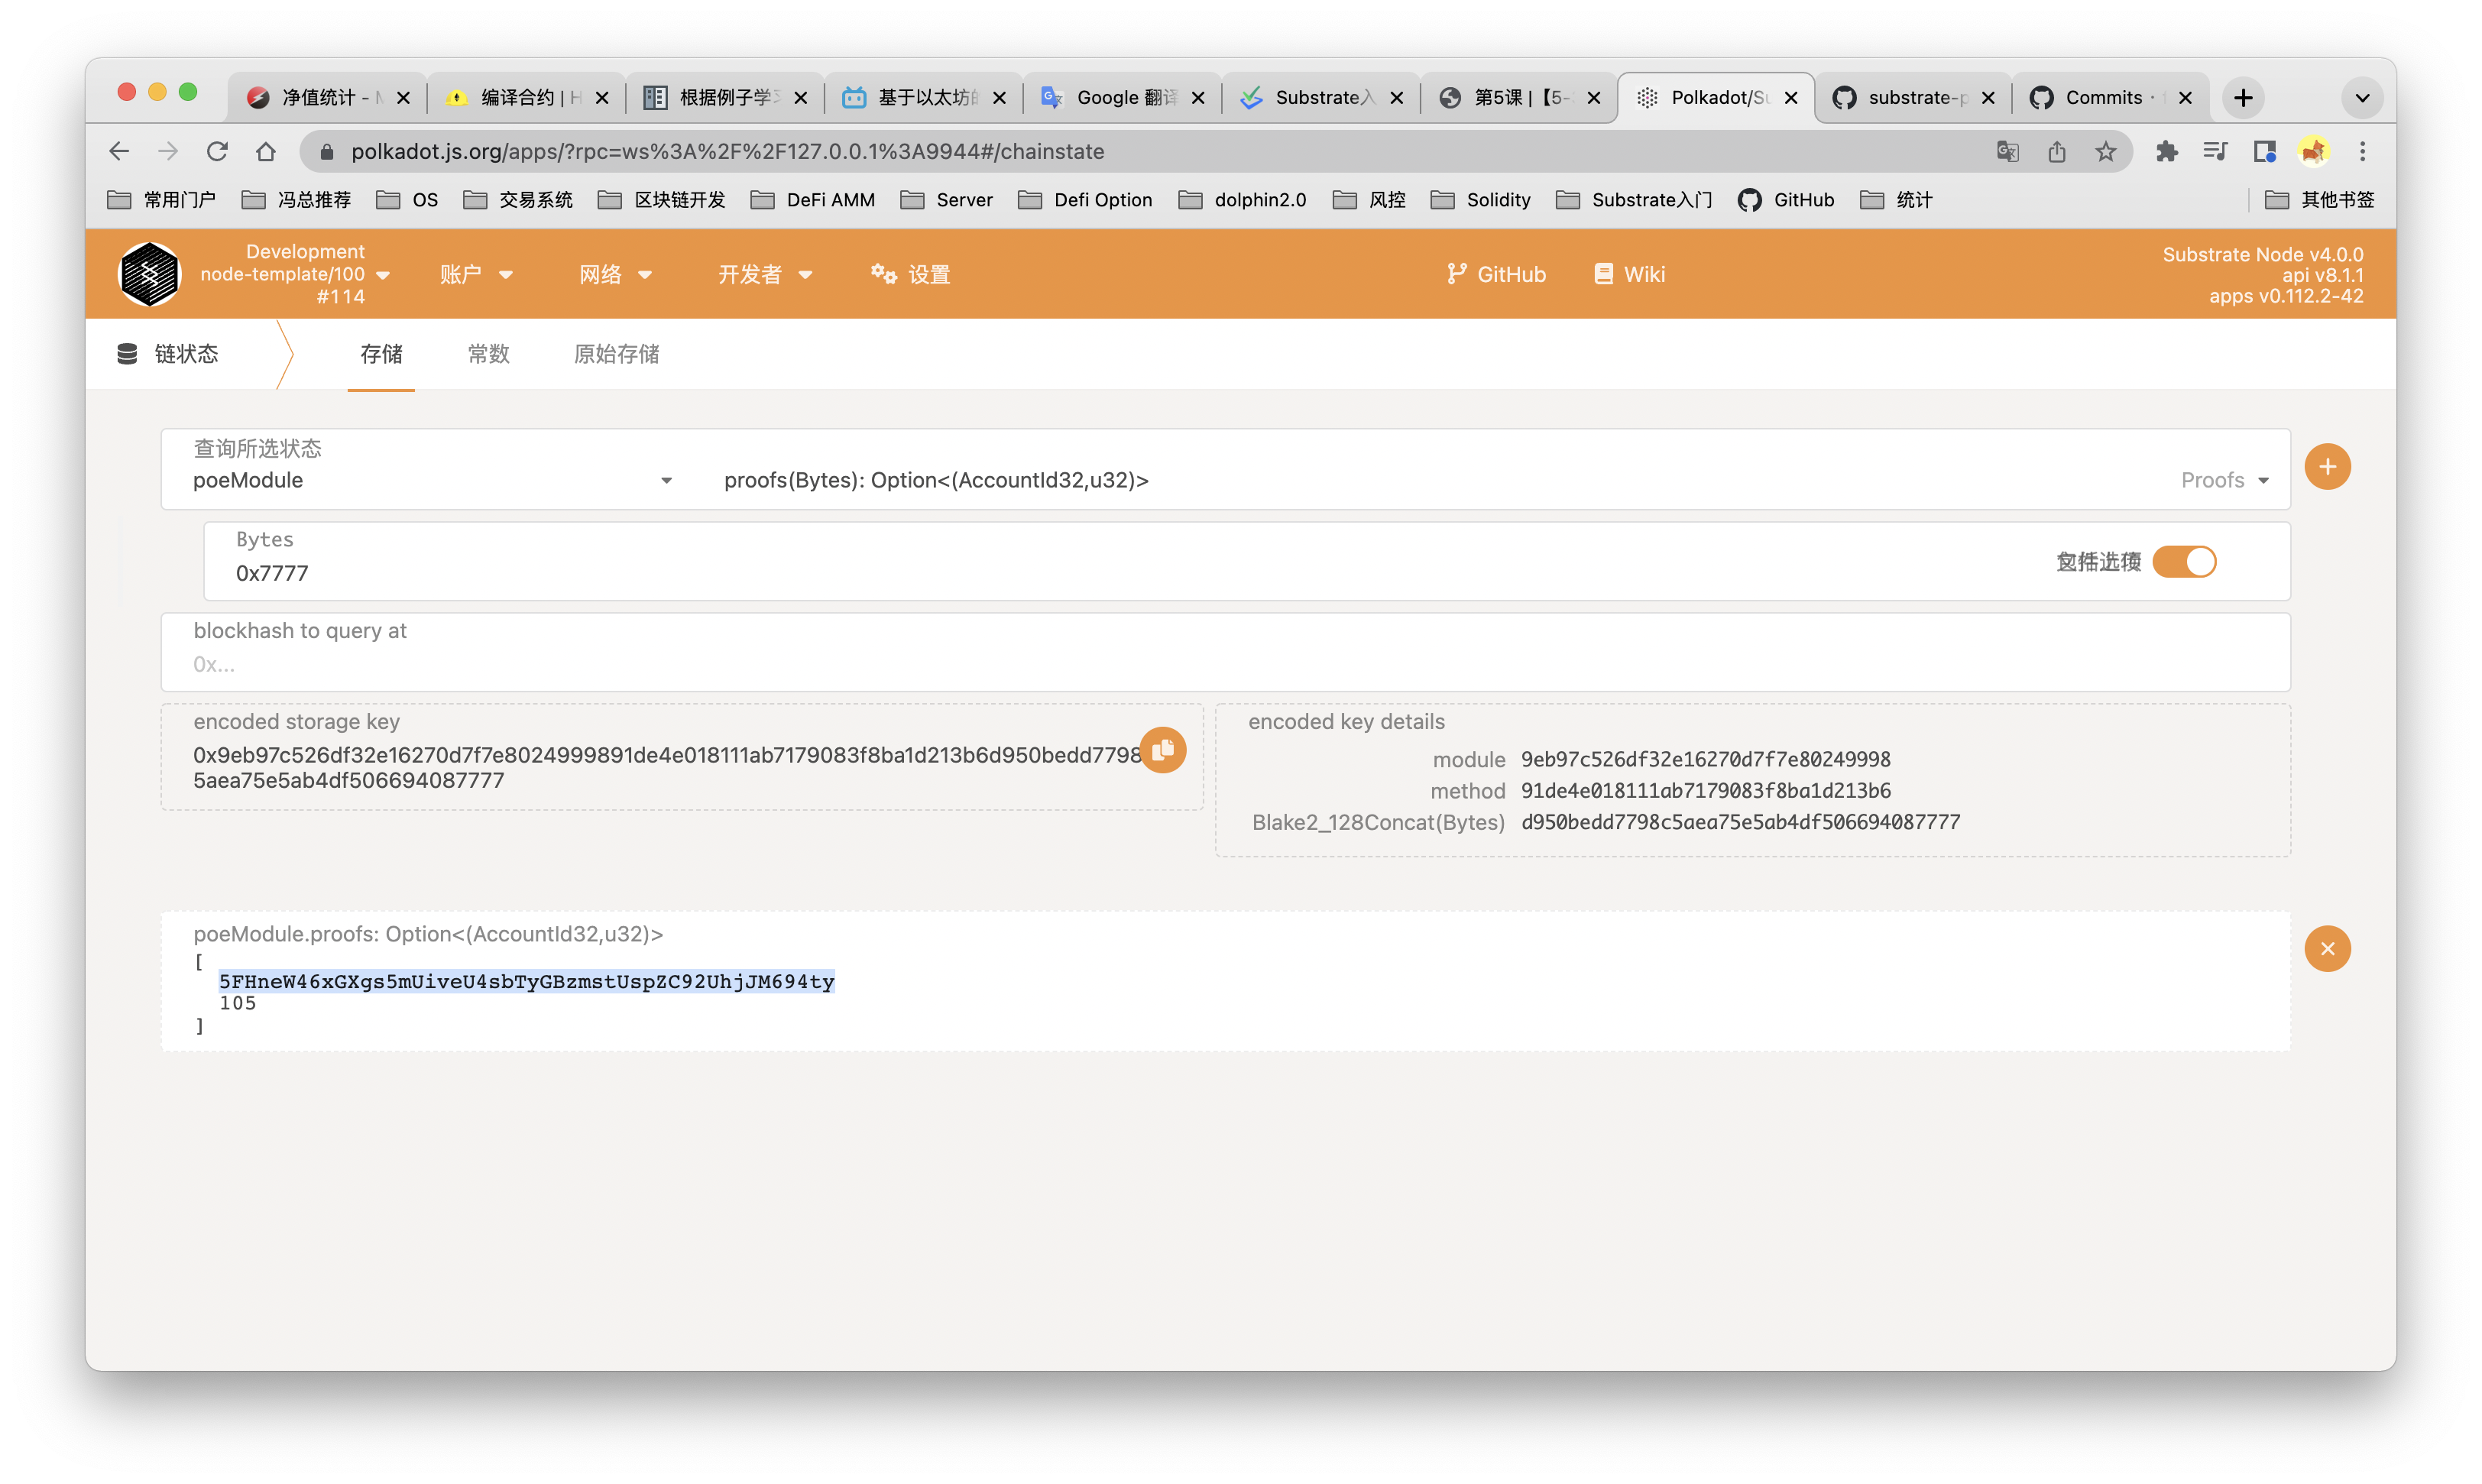 净值统计 - M
编译合约 | H
根据例子学习
基于以太坊的
Google 翻译
Substrate入
第5课 |【5-
Polkadot/Su
substrate-p
Commits ·
polkadot.js.org/apps/?rpc=ws%3A%2F%2F127.0.0.1%3A9944#/chainstate
常用门户
冯总推荐
OS
交易系统
区块链开发
DeFi AMM
Server
Defi Option
dolphin2.0
风控
Solidity
Substrate入门
GitHub
统计
其他书签
Development
node-template/100
#114
账户
网络
开发者
设置
GitHub
Wiki
Substrate Node v4.0.0
api v8.1.1
apps v0.112.2-42
链状态
存储
常数
原始存储
查询所选状态
poeModule
proofs(Bytes): Option<(AccountId32,u32)>
Proofs
Bytes
0x7777
blockhash to query at
0x...
encoded storage key
0x9eb97c526df32e16270d7f7e8024999891de4e018111ab7179083f8ba1d213b6d950bedd7798
5aea75e5ab4df506694087777
encoded key details
module 9eb97c526df32e16270d7f7e80249998
method 91de4e018111ab7179083f8ba1d213b6
Blake2_128Concat(Bytes) d950bedd7798c5aea75e5ab4df506694087777
poeModule.proofs: Option<(AccountId32,u32)>
[
5FHneW46xGXgs5mUiveU4sbTyGBzmstUspZC92UhjJM694ty
105
]